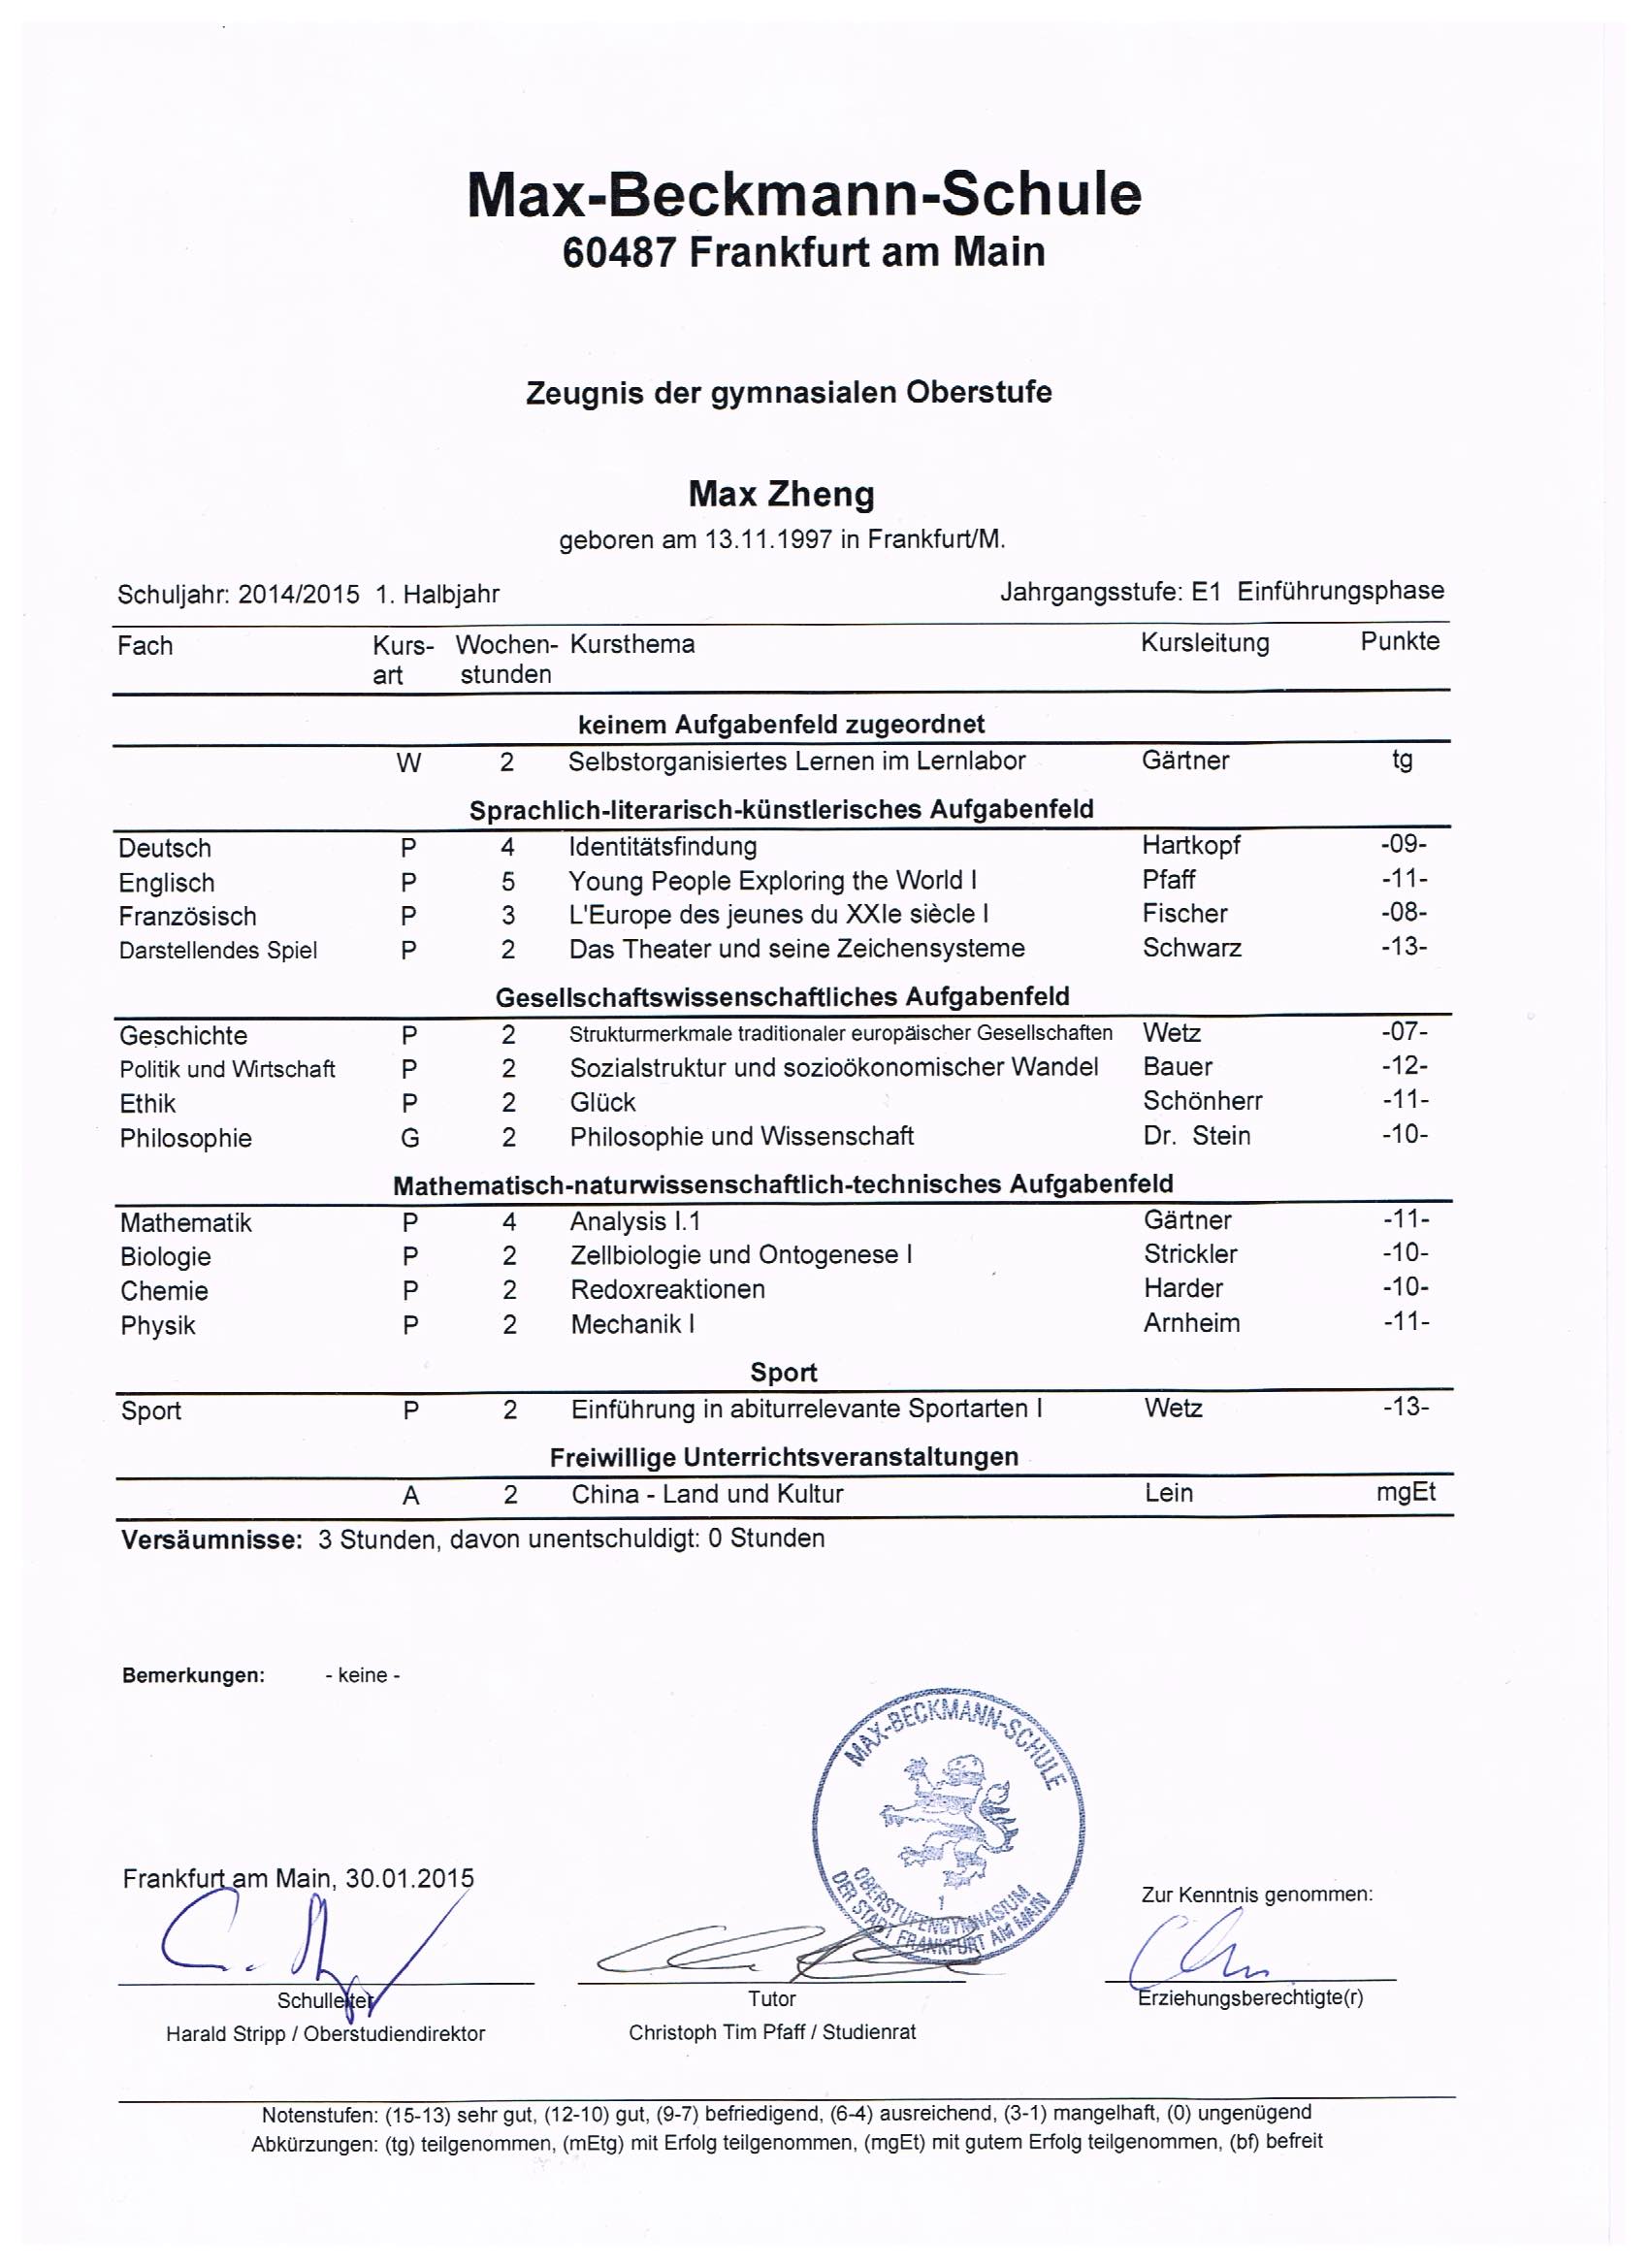 Max-Beckmann-Schule
60487 Frankfurt am Main
Zeugnis der gymnasialen Oberstufe
Max Zheng
geboren am 13.11.1997 in Frankfurt/M.
Schuljahr: 2014/2015 1. Halbjahr Jahrgangsstufe: E1 Einführungsphase
Fach Kurs- Wochen- Kursthema Kursleitung Punkte
art stunden
keinem Aufgabenfeld zugeordnet
W 2 Selbstorganisiertes Lernen im Lernlabor Gärtner tg
Sprachlich-literarisch-künstlerisches Aufgabenfeld
Deutsch P 4 Identitätsfindung Hartkopf -09-
Englisch P 5 Young People Exploring the World I Pfaff -11-
Französisch P 3 L'Europe des jeunes du XXIe siècle I Fischer -08-
Darstellendes Spiel P 2 Das Theater und seine Zeichensysteme Schwarz -13-
Gesellschaftswissenschaftliches Aufgabenfeld
Geschichte P 2 Strukturmerkmale traditionaler europäischer Gesellschaften Wetz -07-
Politik und Wirtschaft P 2 Sozialstruktur und sozioökonomischer Wandel Bauer -12-
Ethik P 2 Glück Schönherr -11-
Philosophie G 2 Philosophie und Wissenschaft Dr. Stein -10-
Mathematisch-naturwissenschaftlich-technisches Aufgabenfeld
Mathematik P 4 Analysis I.1 Gärtner -11-
Biologie P 2 Zellbiologie und Ontogenese I Strickler -10-
Chemie P 2 Redoxreaktionen Harder -10-
Physik P 2 Mechanik I Arnheim -11-
Sport
Sport P 2 Einführung in abiturrelevante Sportarten I Wetz -13-
Freiwillige Unterrichtsveranstaltungen
A 2 China - Land und Kultur Lein mgEt
Versäumnisse: 3 Stunden, davon unentschuldigt: 0 Stunden
Bemerkungen: - keine -
MAX-BECKMANN-SCHULE
1
OBERSTUFENGYMNASIUM
DER STADT FRANKFURT AM MAIN
Frankfurt am Main, 30.01.2015
Zur Kenntnis genommen:
Schulleiter Tutor Erziehungsberechtigte(r)
Harald Stripp / Oberstudiendirektor Christoph Tim Pfaff / Studienrat
Notenstufen: (15-13) sehr gut, (12-10) gut, (9-7) befriedigend, (6-4) ausreichend, (3-1) mangelhaft, (0) ungenügend
Abkürzungen: (tg) teilgenommen, (mEtg) mit Erfolg teilgenommen, (mgEt) mit gutem Erfolg teilgenommen, (bf) befreit